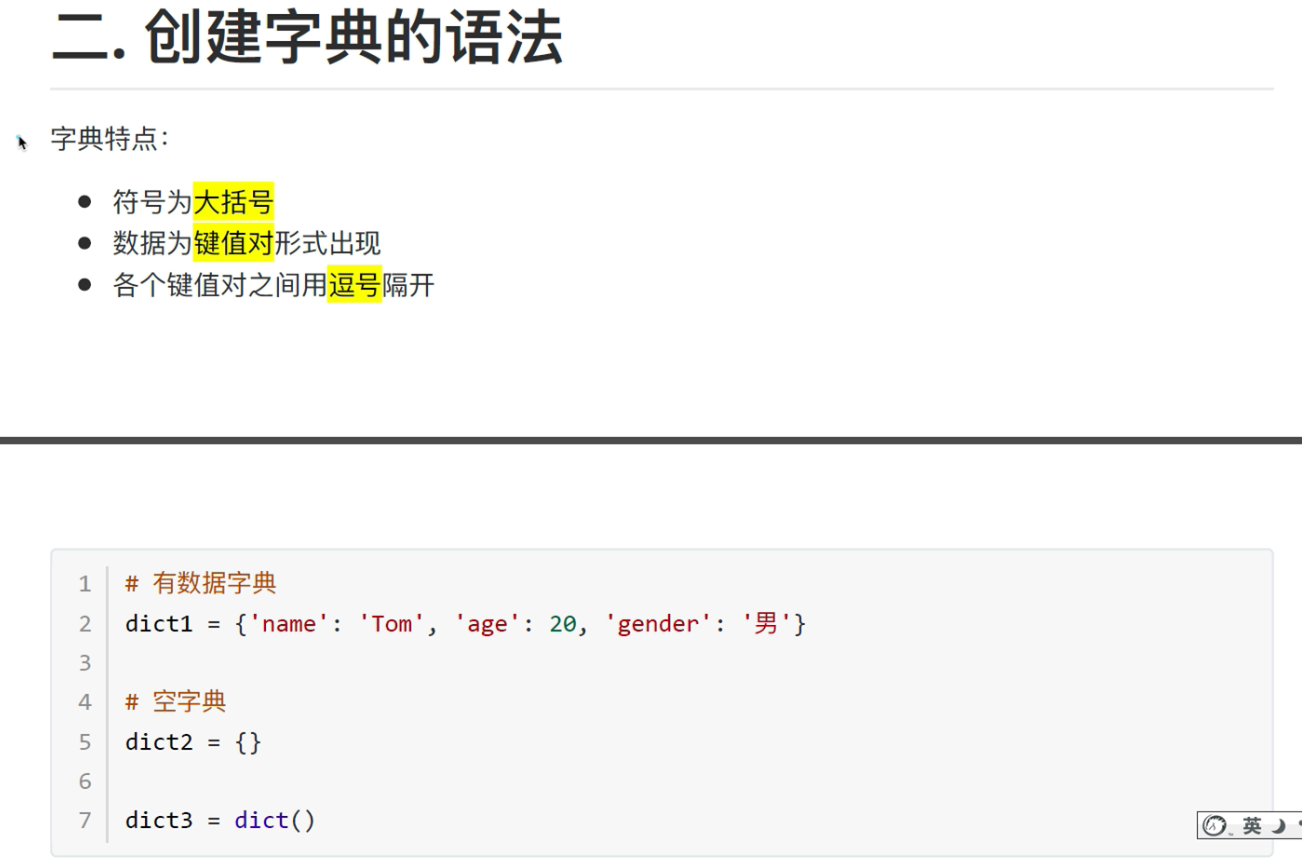 二. 创建字典的语法
字典特点：
符号为大括号
数据为键值对形式出现
各个键值对之间用逗号隔开
1 # 有数据字典
2 dict1 = {'name': 'Tom', 'age': 20, 'gender': '男'}
3
4 # 空字典
5 dict2 = {}
6
7 dict3 = dict()
英